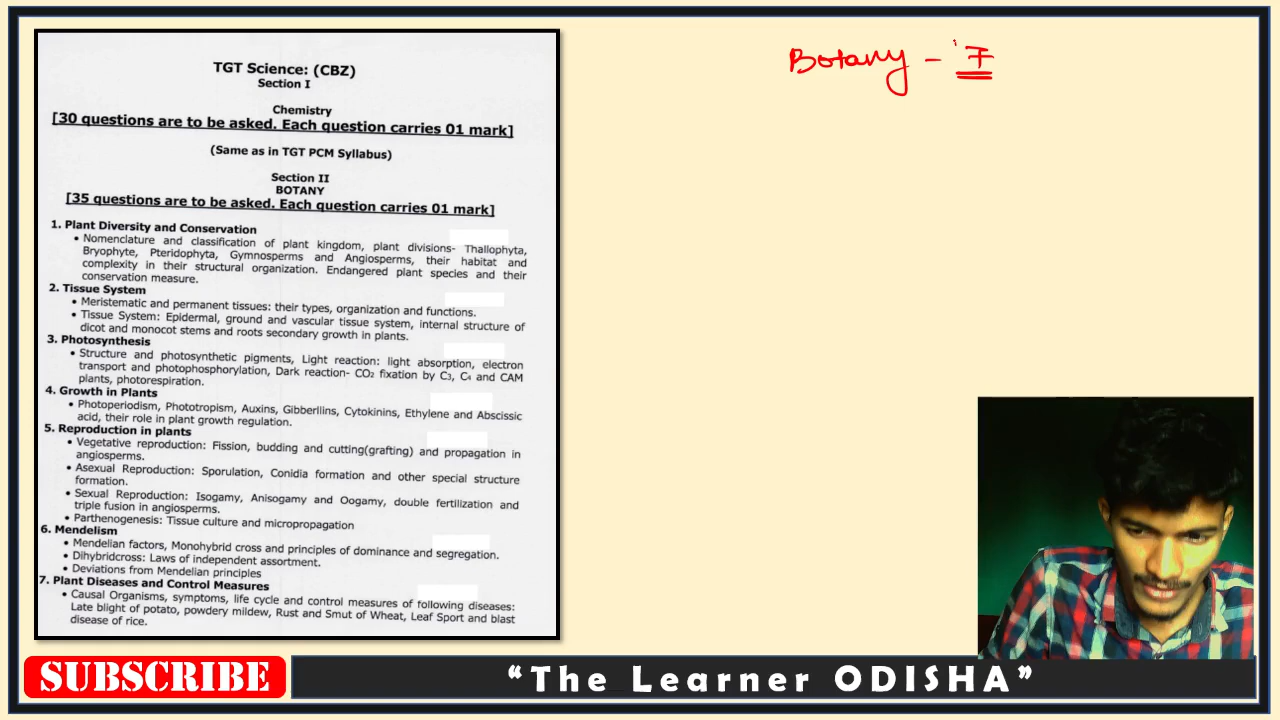 TGT Science: (CBZ)
Section I
Chemistry
[30 questions are to be asked. Each question carries 01 mark]
(Same as in TGT PCM Syllabus)
Section II
BOTANY
[35 questions are to be asked. Each question carries 01 mark]
1. Plant Diversity and Conservation
• Nomenclature and classification of plant kingdom, plant divisions- Thallophyta,
Bryophyte, Pteridophyta, Gymnosperms and Angiosperms, their habitat and
complexity in their structural organization. Endangered plant species and their
conservation measure.
2. Tissue System
• Meristematic and permanent tissues: their types, organization and functions.
• Tissue System: Epidermal, ground and vascular tissue system, internal structure of
dicot and monocot stems and roots secondary growth in plants.
3. Photosynthesis
• Structure and photosynthetic pigments, Light reaction: light absorption, electron
transport and photophosphorylation, Dark reaction- CO₂ fixation by C₃, C₄ and CAM
plants, photorespiration.
4. Growth in Plants
• Photoperiodism, Phototropism, Auxins, Gibberllins, Cytokinins, Ethylene and Abscissic
acid, their role in plant growth regulation.
5. Reproduction in plants
• Vegetative reproduction: Fission, budding and cutting(grafting) and propagation in
angiosperms.
• Asexual Reproduction: Sporulation, Conidia formation and other special structure
formation.
• Sexual Reproduction: Isogamy, Anisogamy and Oogamy, double fertilization and
triple fusion in angiosperms.
• Parthenogenesis: Tissue culture and micropropagation
6. Mendelism
• Mendelian factors, Monohybrid cross and principles of dominance and segregation.
• Dihybridcross: Laws of independent assortment.
• Deviations from Mendelian principles
7. Plant Diseases and Control Measures
• Causal Organisms, symptoms, life cycle and control measures of following diseases:
Late blight of potato, powdery mildew, Rust and Smut of Wheat, Leaf Sport and blast
disease of rice.
Botany - 7
SUBSCRIBE
"The Learner ODISHA"